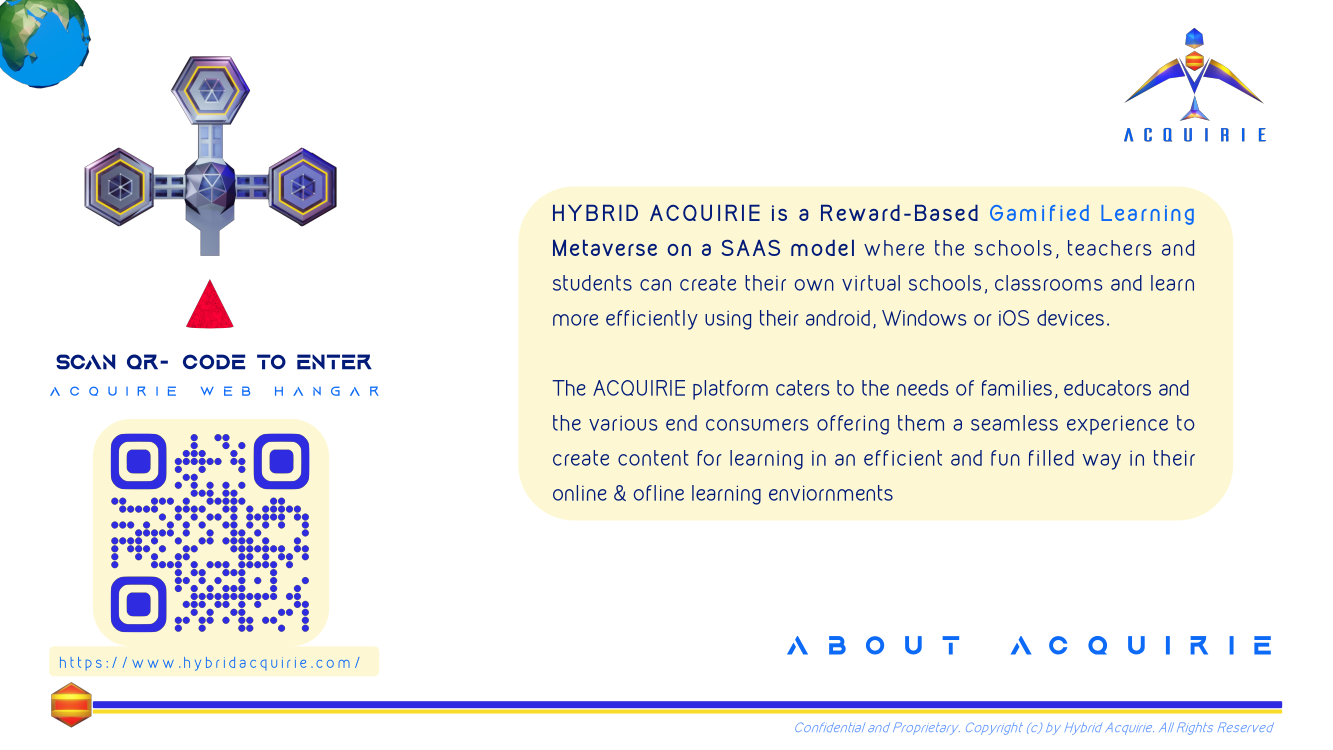 ACQUIRIE
HYBRID ACQUIRIE is a Reward-Based Gamified Learning
Metaverse on a SAAS model where the schools, teachers and
students can create their own virtual schools, classrooms and learn
more efficiently using their android, Windows or iOS devices.
The ACQUIRIE platform caters to the needs of families, educators and
the various end consumers offering them a seamless experience to
create content for learning in an efficient and fun filled way in their
online & ofline learning enviornments
SCAN QR- CODE TO ENTER
ACQUIRIE WEB HANGAR
https://www.hybridacquirie.com/
ABOUT ACQUIRIE
Confidential and Proprietary. Copyright (c) by Hybrid Acquirie. All Rights Reserved